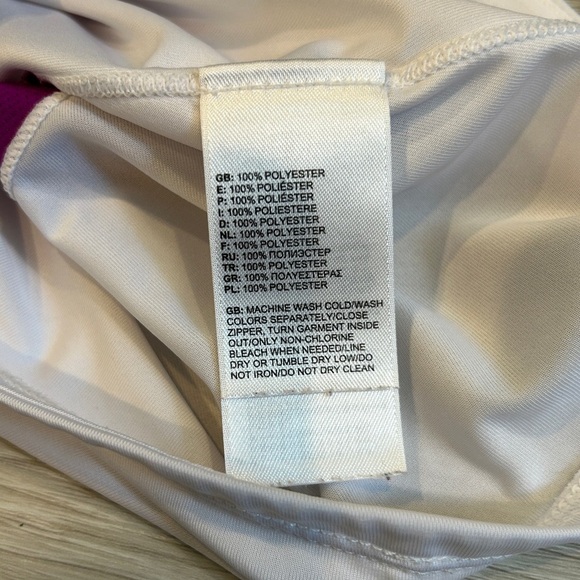 GB: 100% POLYESTER
E: 100% POLIÉSTER
P: 100% POLIÉSTER
I: 100% POLIESTERE
D: 100% POLYESTER
NL: 100% POLYESTER
F: 100% POLYESTER
RU: 100% ПОЛИЭСТЕР
TR: 100% POLYESTER
GR: 100% ΠΟΛΥΕΣΤΕΡΑΣ
PL: 100% POLYESTER
GB: MACHINE WASH COLD/WASH
COLORS SEPARATELY/CLOSE
ZIPPER, TURN GARMENT INSIDE
OUT/ONLY NON-CHLORINE
BLEACH WHEN NEEDED/LINE
DRY OR TUMBLE DRY LOW/DO
NOT IRON/DO NOT DRY CLEAN